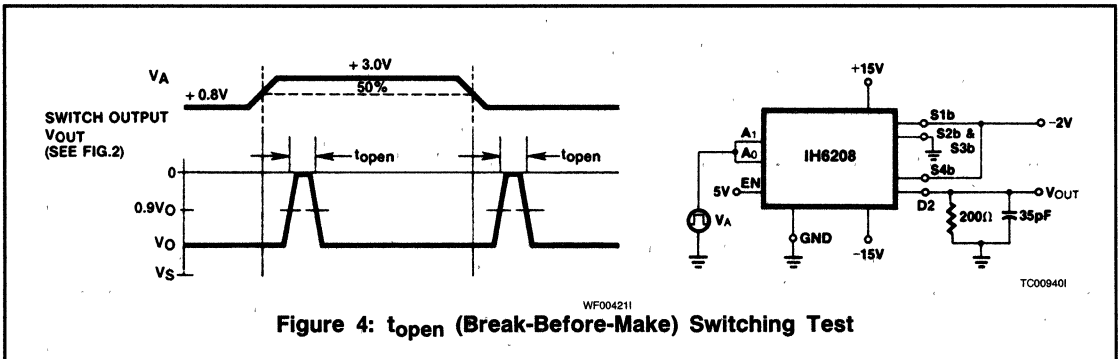 VA
+ 3.0V
50%
+ 0.8V
SWITCH OUTPUT
VOUT
(SEE FIG.2)
topen
topen
0
0.9VO
VO
VS
+15V
A1
A0
IH6208
EN
5V
VA
GND
-15V
S1b
S2b &
S3b
S4b
D2
-2V
VOUT
200Ω
35pF
TC00940I
WF00421I
Figure 4: topen (Break-Before-Make) Switching Test